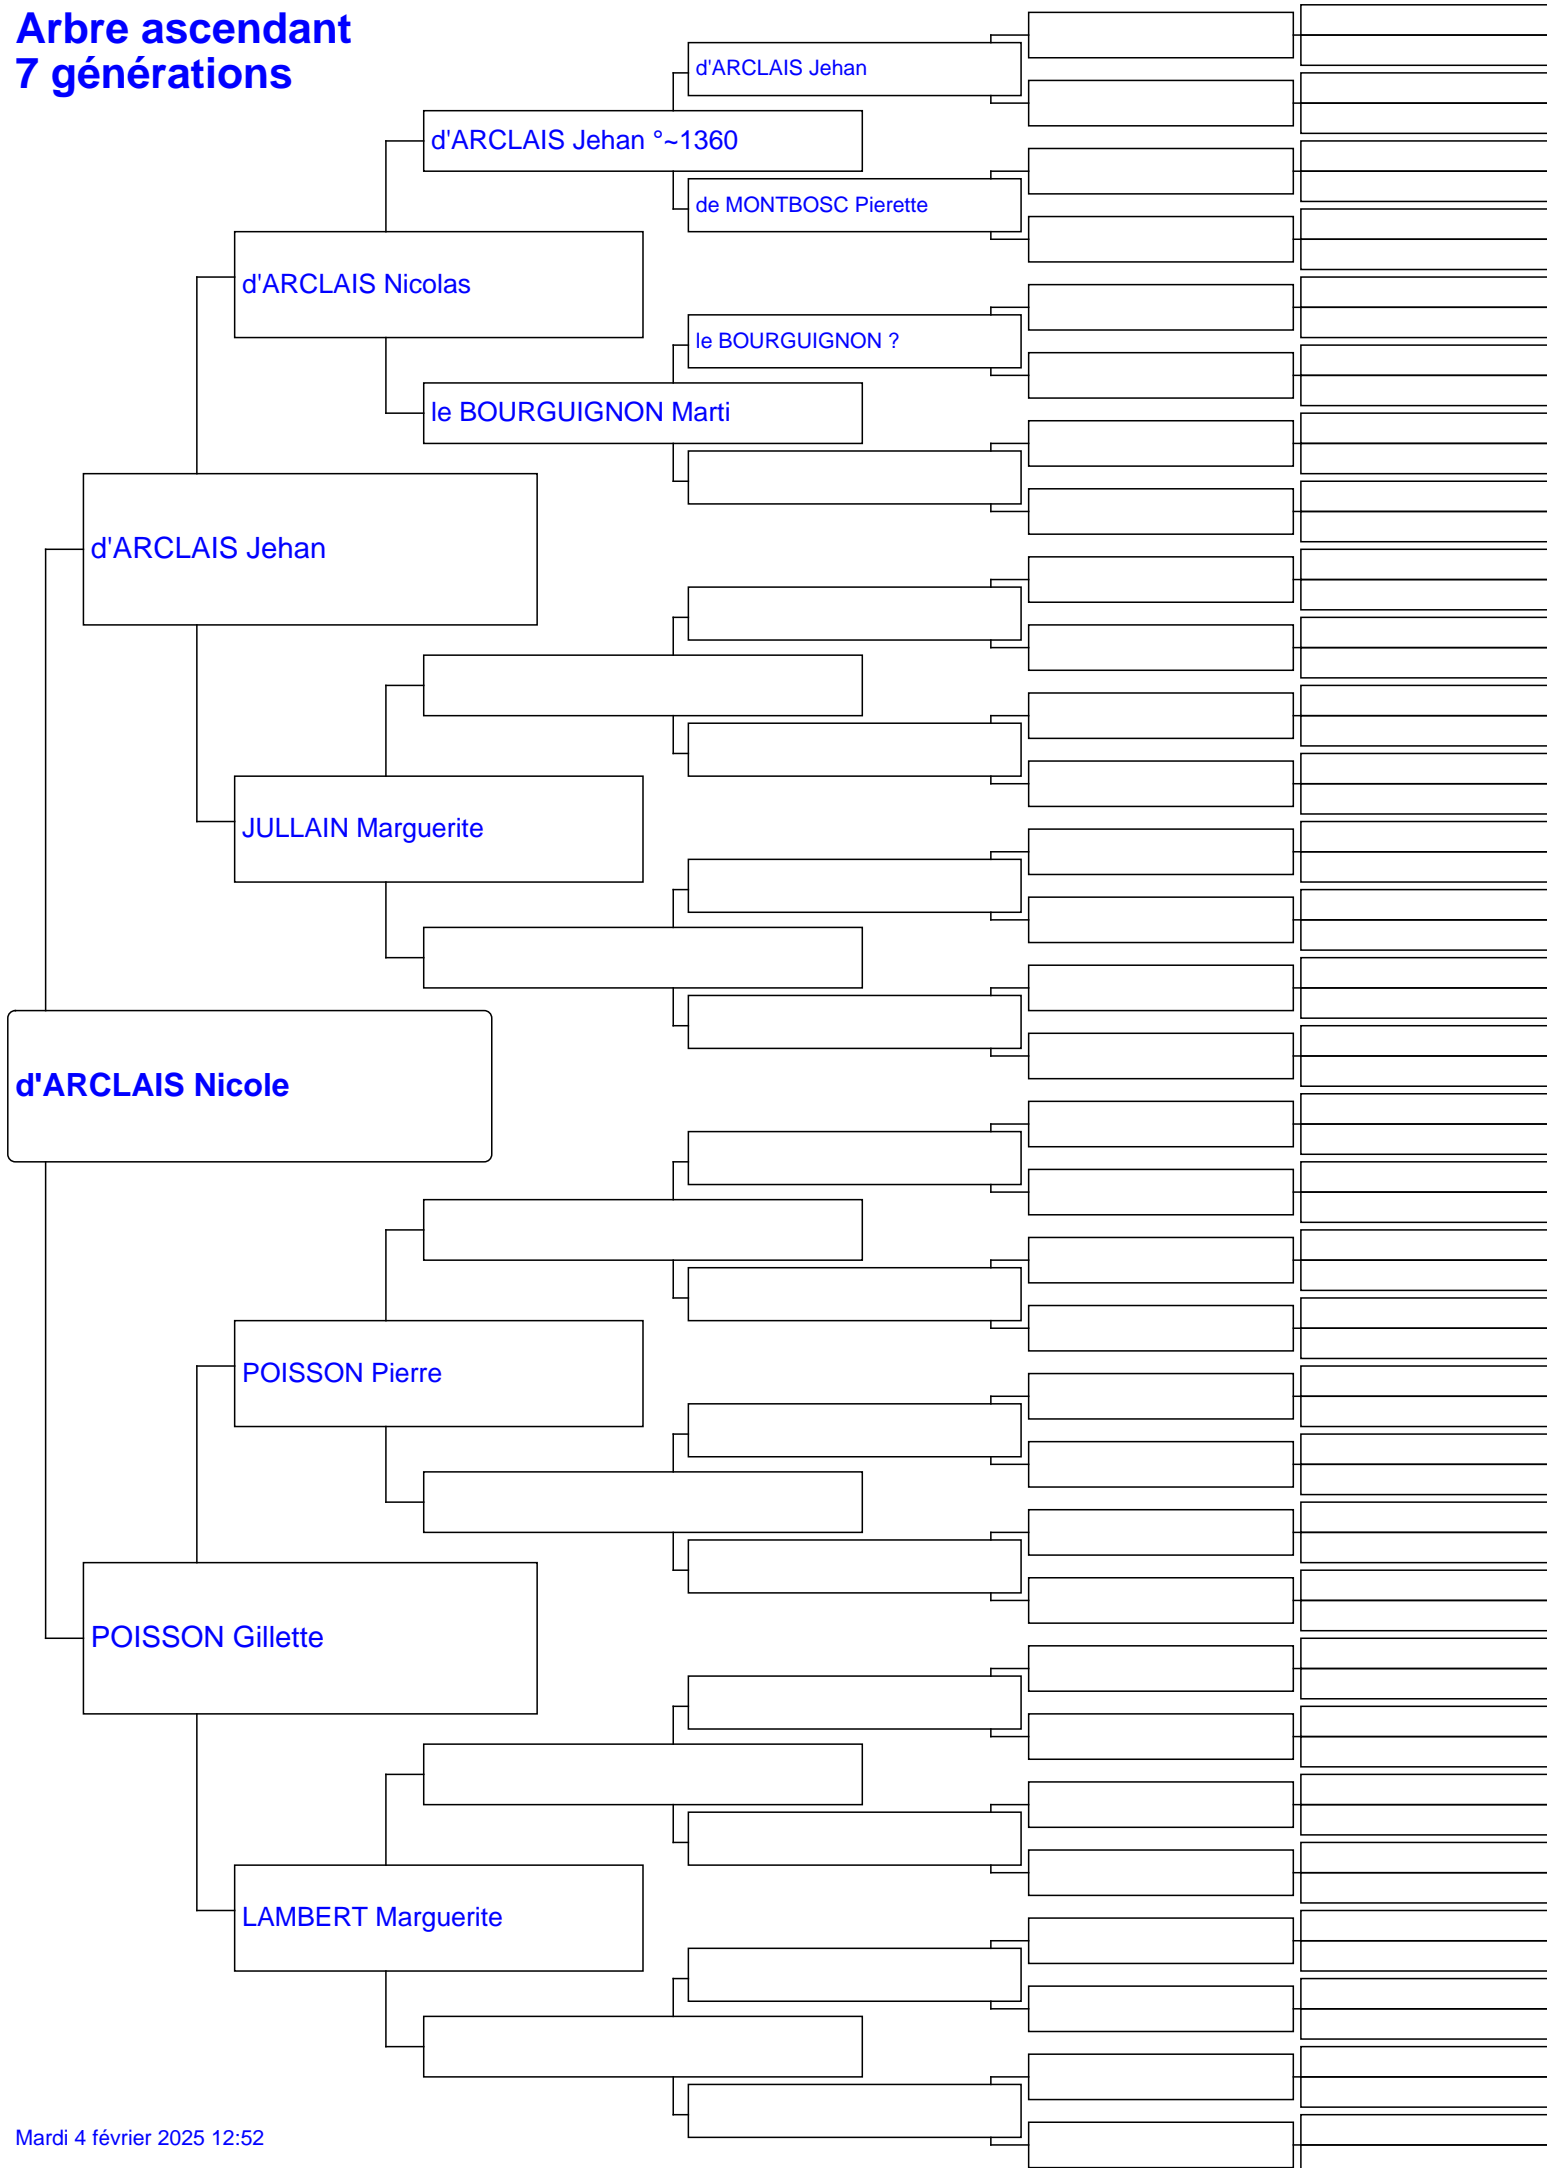 Arbre ascendant
7 générations
d'ARCLAIS Jehan
d'ARCLAIS Jehan °~1360
de MONTBOSC Pierette
d'ARCLAIS Nicolas
le BOURGUIGNON ?
le BOURGUIGNON Marti
d'ARCLAIS Jehan
JULLAIN Marguerite
d'ARCLAIS Nicole
POISSON Pierre
POISSON Gillette
LAMBERT Marguerite
Mardi 4 février 2025 12:52